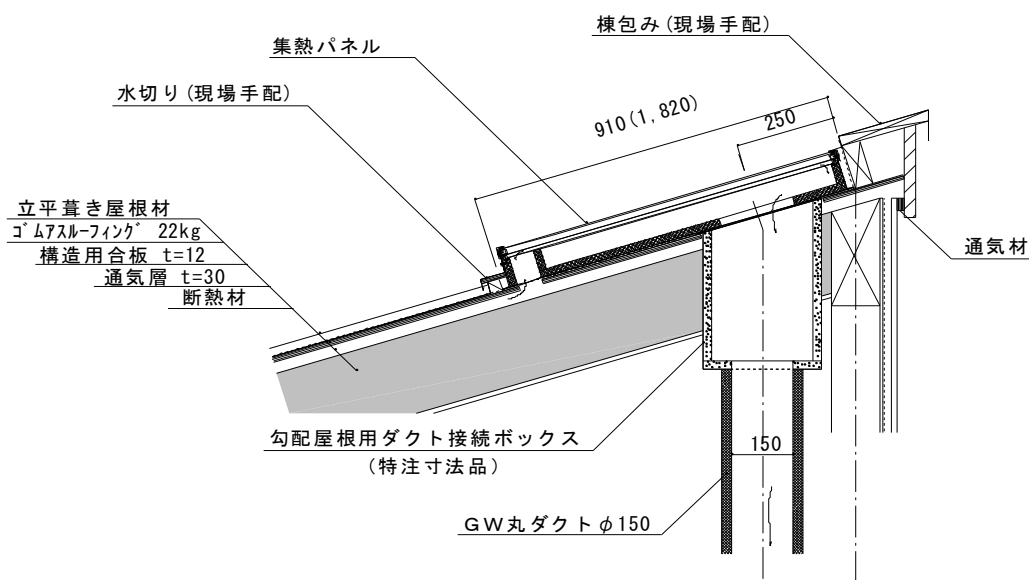 棟包み(現場手配)
集熱パネル
水切り(現場手配)
910(1,820)
250
立平葺き屋根材
ｺﾞﾑｱｽﾙｰﾌｨﾝｸﾞ 22kg
構造用合板 t=12
通気層 t=30
断熱材
通気材
勾配屋根用ダクト接続ボックス
(特注寸法品)
150
ＧＷ丸ダクトφ150